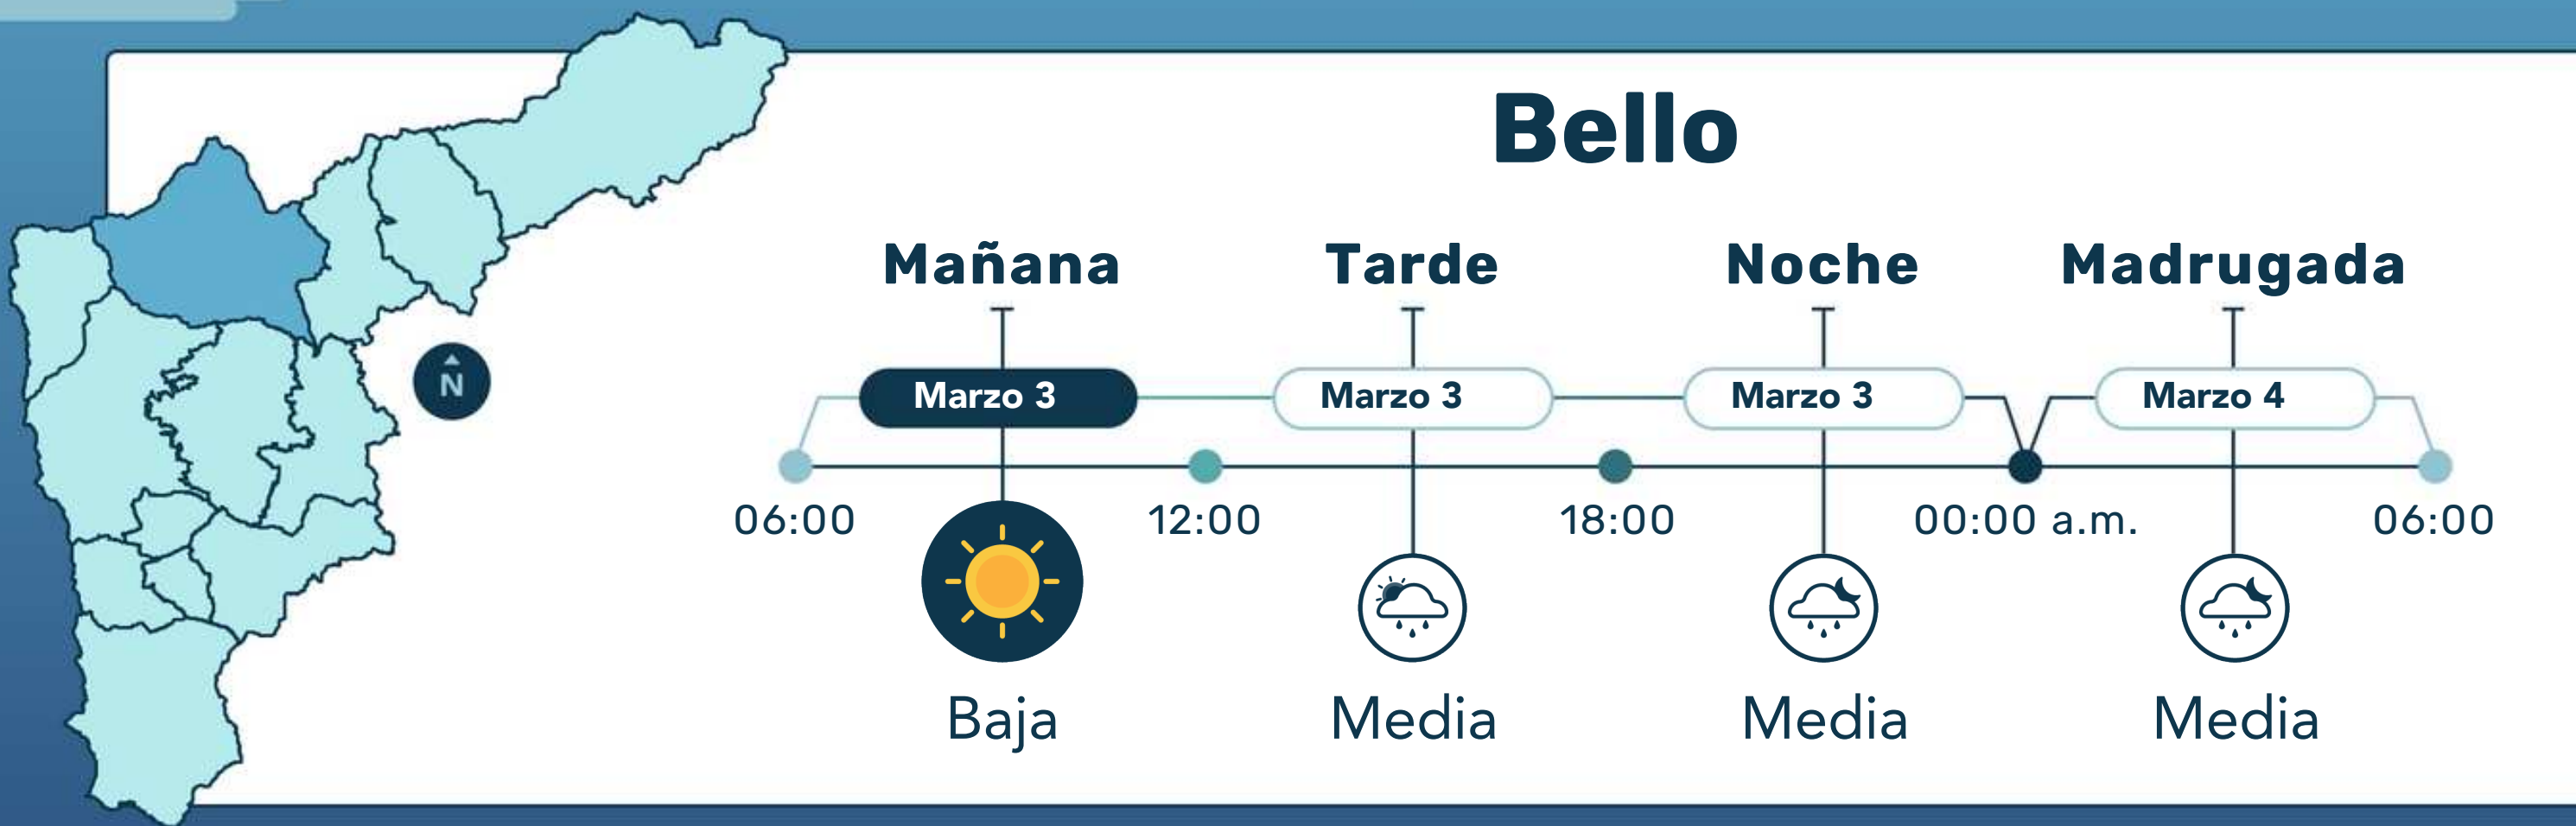 Bello
Mañana Tarde Noche Madrugada
N
Marzo 3 Marzo 3 Marzo 3 Marzo 4
06:00 12:00 18:00 00:00 a.m. 06:00
Baja Media Media Media